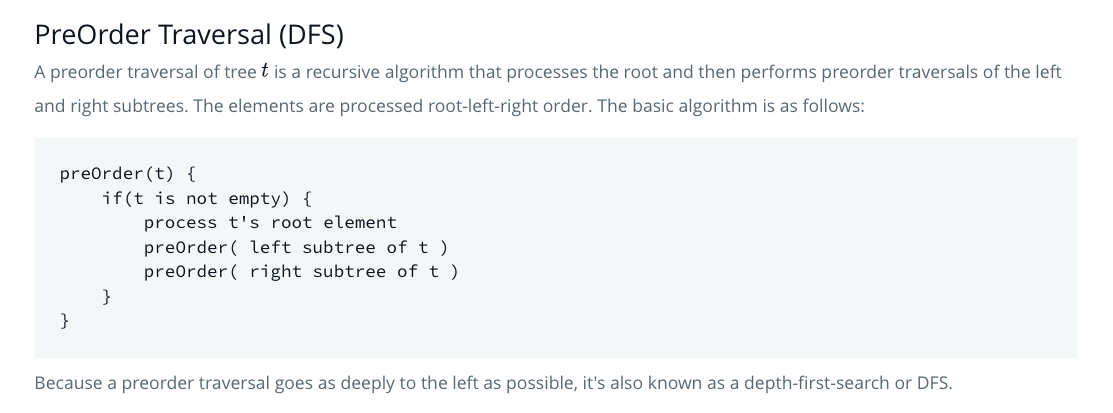 PreOrder Traversal (DFS)
A preorder traversal of tree t is a recursive algorithm that processes the root and then performs preorder traversals of the left
and right subtrees. The elements are processed root-left-right order. The basic algorithm is as follows:
preOrder(t) {
    if(t is not empty) {
        process t's root element
        preOrder( left subtree of t )
        preOrder( right subtree of t )
    }
}
Because a preorder traversal goes as deeply to the left as possible, it's also known as a depth-first-search or DFS.